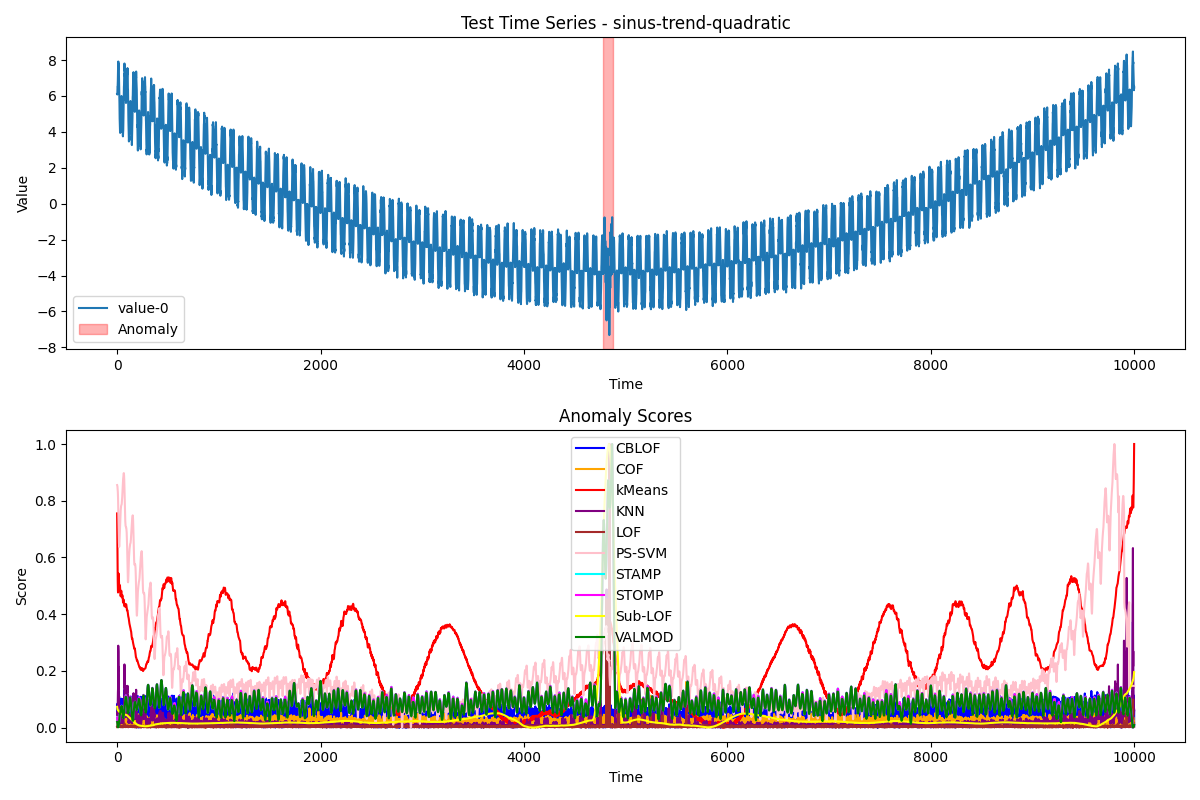 Test Time Series - sinus-trend-quadratic
8
6
4
2
0
−2
−4
−6
−8
Value
value-0
Anomaly
0
2000
4000
6000
8000
10000
Time
Anomaly Scores
1.0
0.8
0.6
0.4
0.2
0.0
Score
CBLOF
COF
kMeans
KNN
LOF
PS-SVM
STAMP
STOMP
Sub-LOF
VALMOD
0
2000
4000
6000
8000
10000
Time